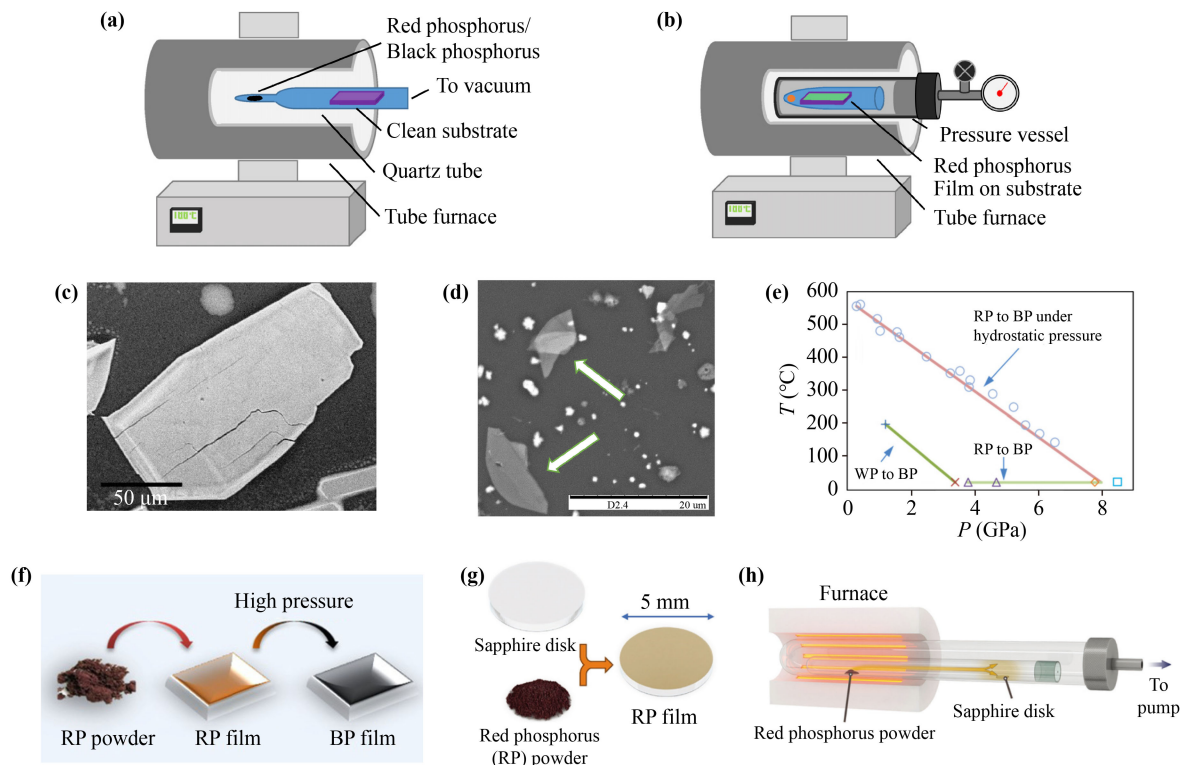 (a)
Red phosphorus/
Black phosphorus
To vacuum
Clean substrate
Quartz tube
Tube furnace
100℃
(b)
Pressure vessel
Red phosphorus
Film on substrate
Tube furnace
100℃
(c)
50 μm
(d)
D2.4
20 um
(e)
600
500
400
300
200
100
0
T (°C)
RP to BP under
hydrostatic pressure
WP to BP
RP to BP
0
2
4
6
8
P (GPa)
(f)
High pressure
RP powder
RP film
BP film
(g)
Sapphire disk
5 mm
Red phosphorus
(RP) powder
RP film
(h)
Furnace
Red phosphorus powder
Sapphire disk
To
pump